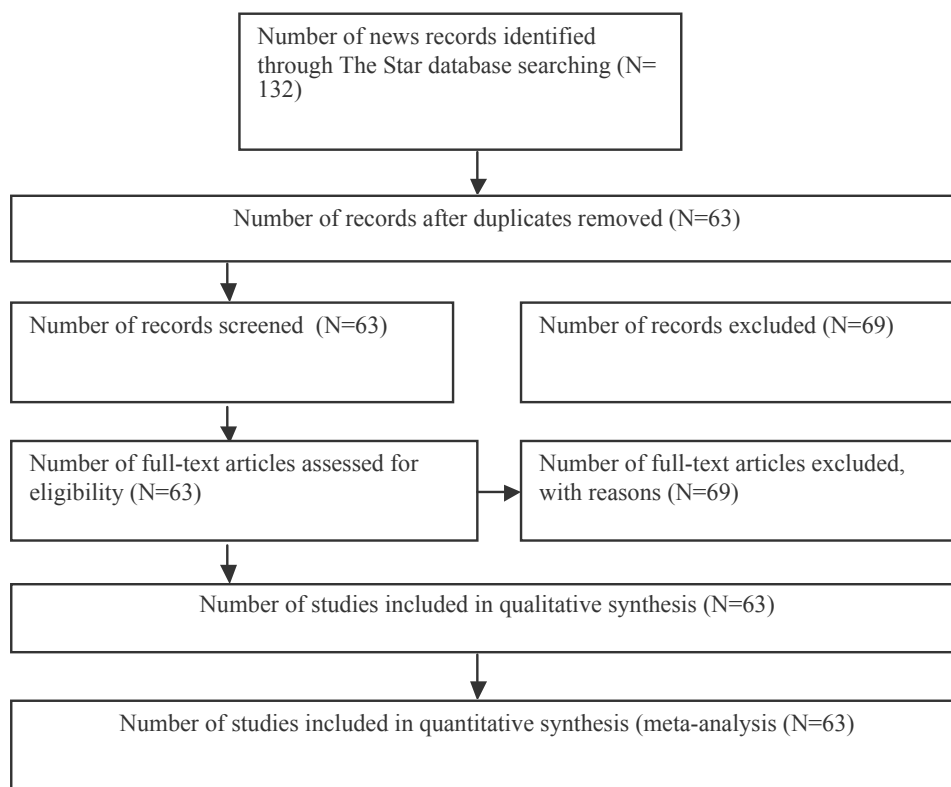 Number of news records identified
through The Star database searching (N=
132)
Number of records after duplicates removed (N=63)
Number of records screened (N=63)
Number of records excluded (N=69)
Number of full-text articles assessed for
eligibility (N=63)
Number of full-text articles excluded,
with reasons (N=69)
Number of studies included in qualitative synthesis (N=63)
Number of studies included in quantitative synthesis (meta-analysis (N=63)